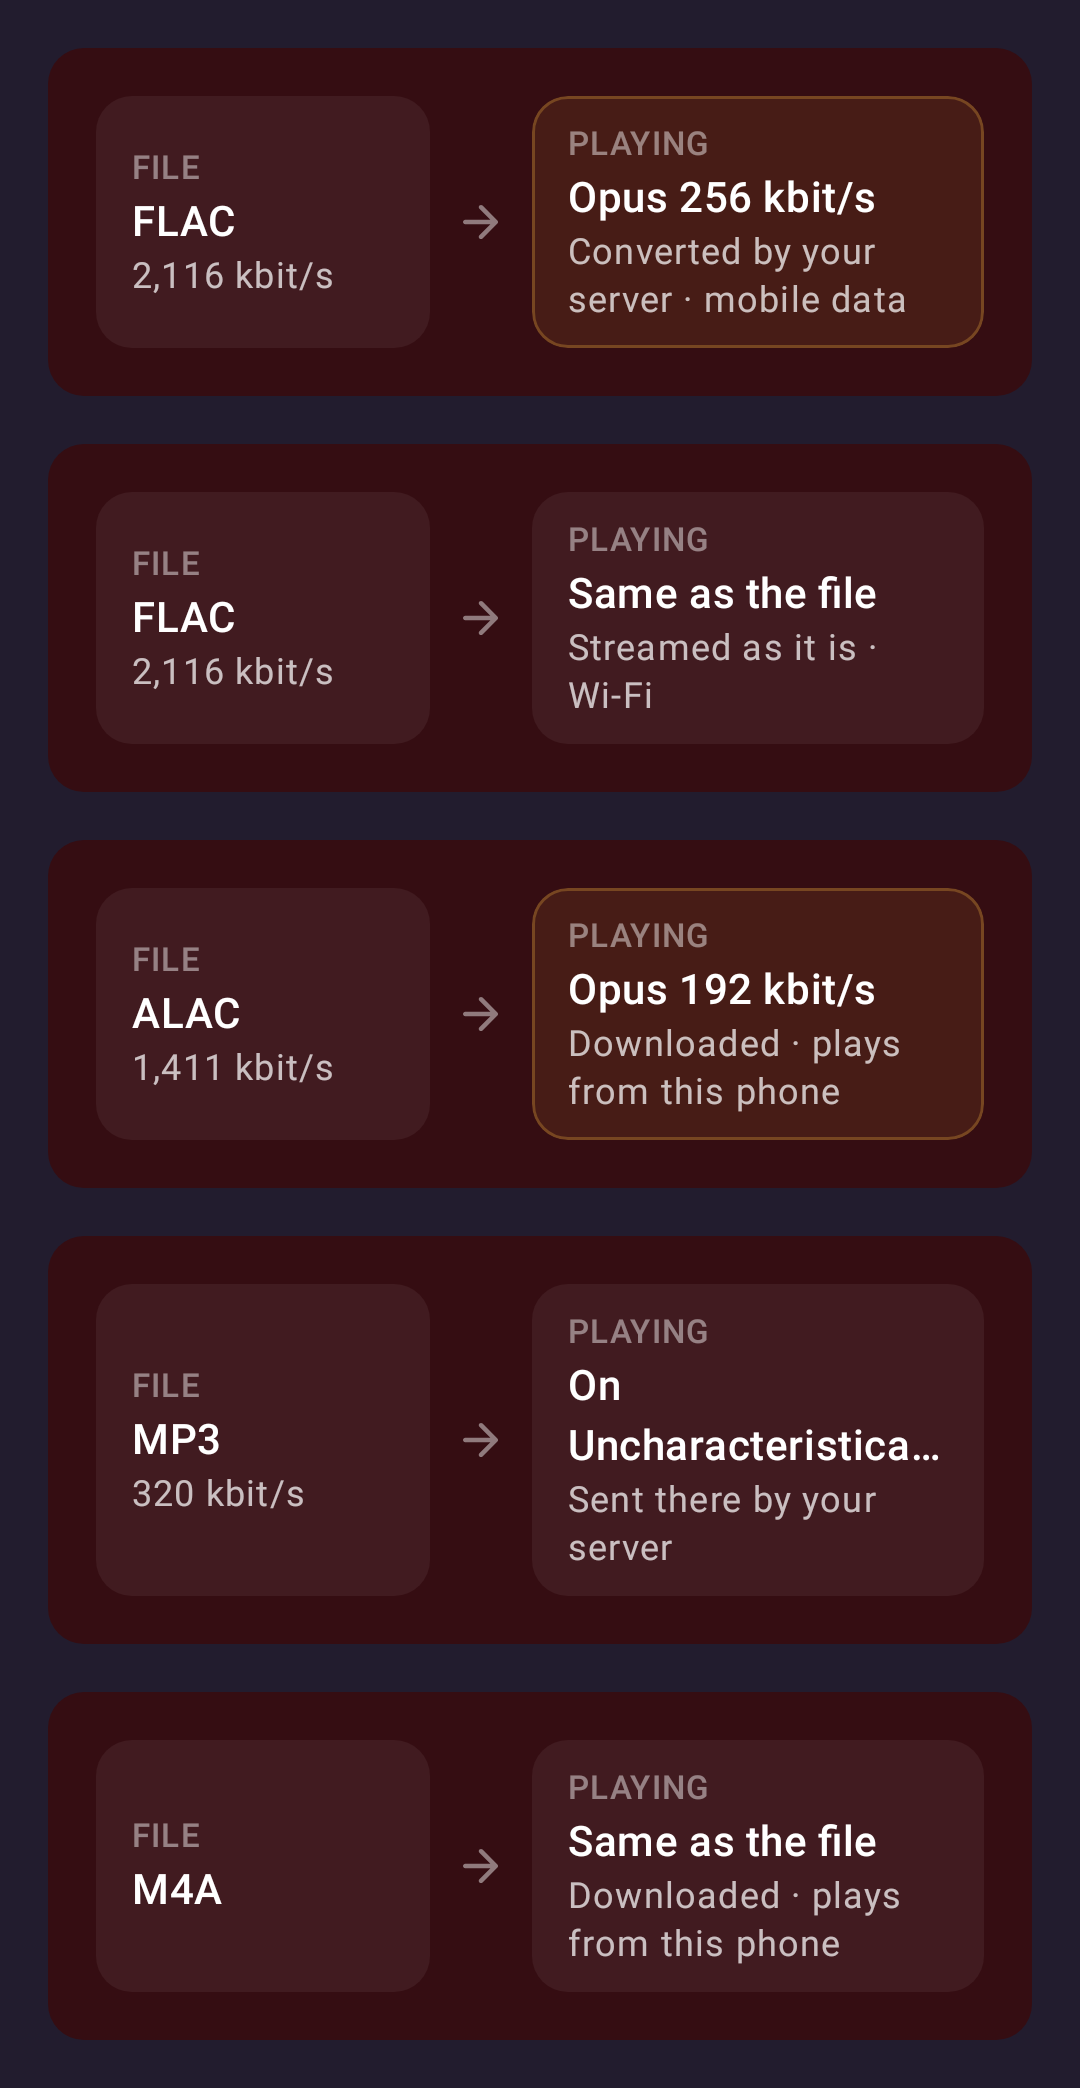 FILE
FLAC
2,116 kbit/s
PLAYING
Opus 256 kbit/s
Converted by your
server · mobile data
FILE
FLAC
2,116 kbit/s
PLAYING
Same as the file
Streamed as it is ·
Wi-Fi
FILE
ALAC
1,411 kbit/s
PLAYING
Opus 192 kbit/s
Downloaded · plays
from this phone
FILE
MP3
320 kbit/s
PLAYING
On
Uncharacteristica…
Sent there by your
server
FILE
M4A
PLAYING
Same as the file
Downloaded · plays
from this phone